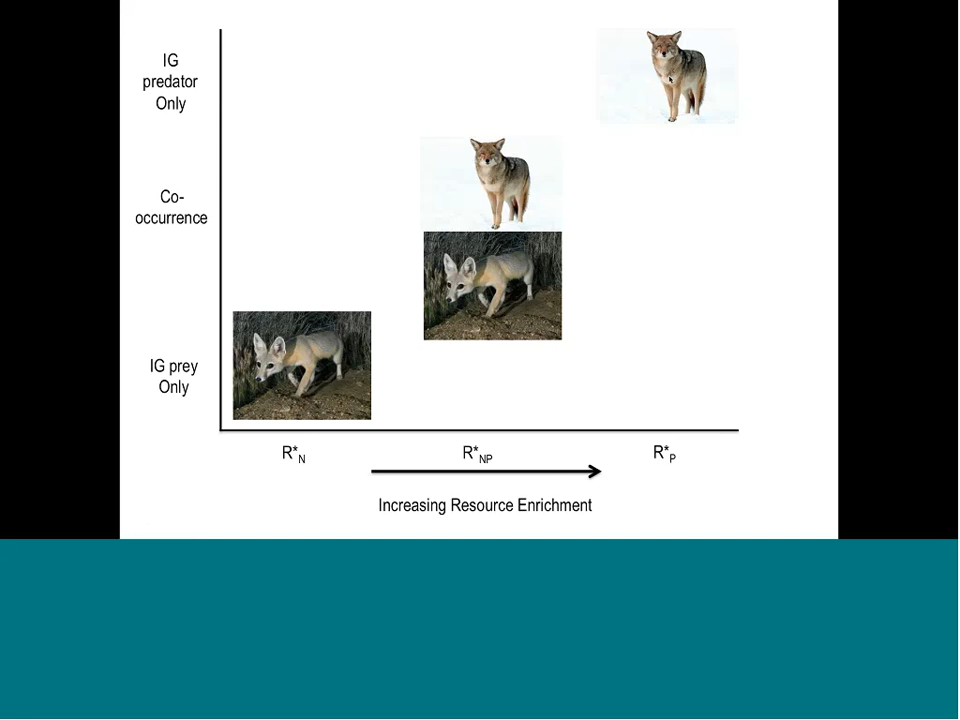 IG
predator
Only
Co-
occurrence
IG prey
Only
R*N
R*NP
R*P
Increasing Resource Enrichment